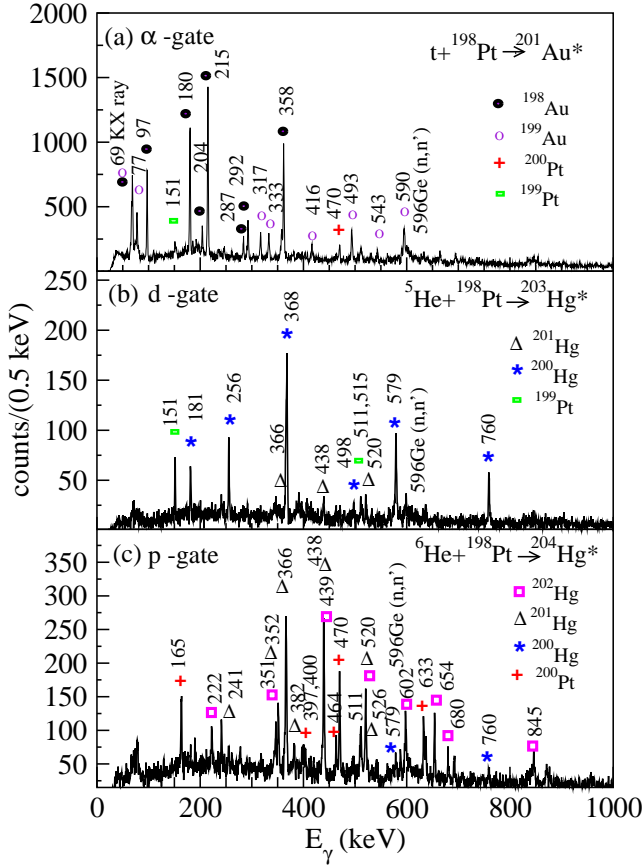 2000
(a) α -gate
t+ ¹⁹⁸Pt → ²⁰¹Au*
215
180
358
1500
¹⁹⁸Au
¹⁹⁹Au
²⁰⁰Pt
¹⁹⁹Pt
69 KX ray
77
97
151
204
287
292
317
333
416
470
493
543
590
596Ge (n,n')
1000
500
250
(b) d -gate
⁵He+ ¹⁹⁸Pt → ²⁰³Hg*
368
200
²⁰¹Hg
²⁰⁰Hg
¹⁹⁹Pt
150
151
181
256
366
438
498
511,515
520
579
596Ge (n,n')
760
100
50
counts/(0.5 keV)
350
(c) p -gate
⁶He+ ¹⁹⁸Pt → ²⁰⁴Hg*
300
²⁰²Hg
²⁰¹Hg
²⁰⁰Hg
²⁰⁰Pt
250
165
222
241
351
352
366
382
397,400
438
439
464
470
511
520
526
579
596Ge (n,n')
602
633
654
680
760
845
200
150
100
50
0 200 400 600 800 1000
E_γ (keV)